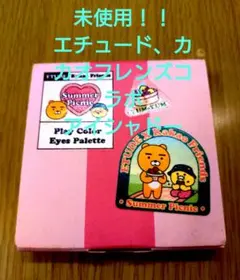 未使用！！
エチュード、カ
カオフレンズコ
ラボ
アイシャドー
Summer
Picnic
Play Color
Eyes Palette
ETUDE X Kakao Friends
Summer Picnic